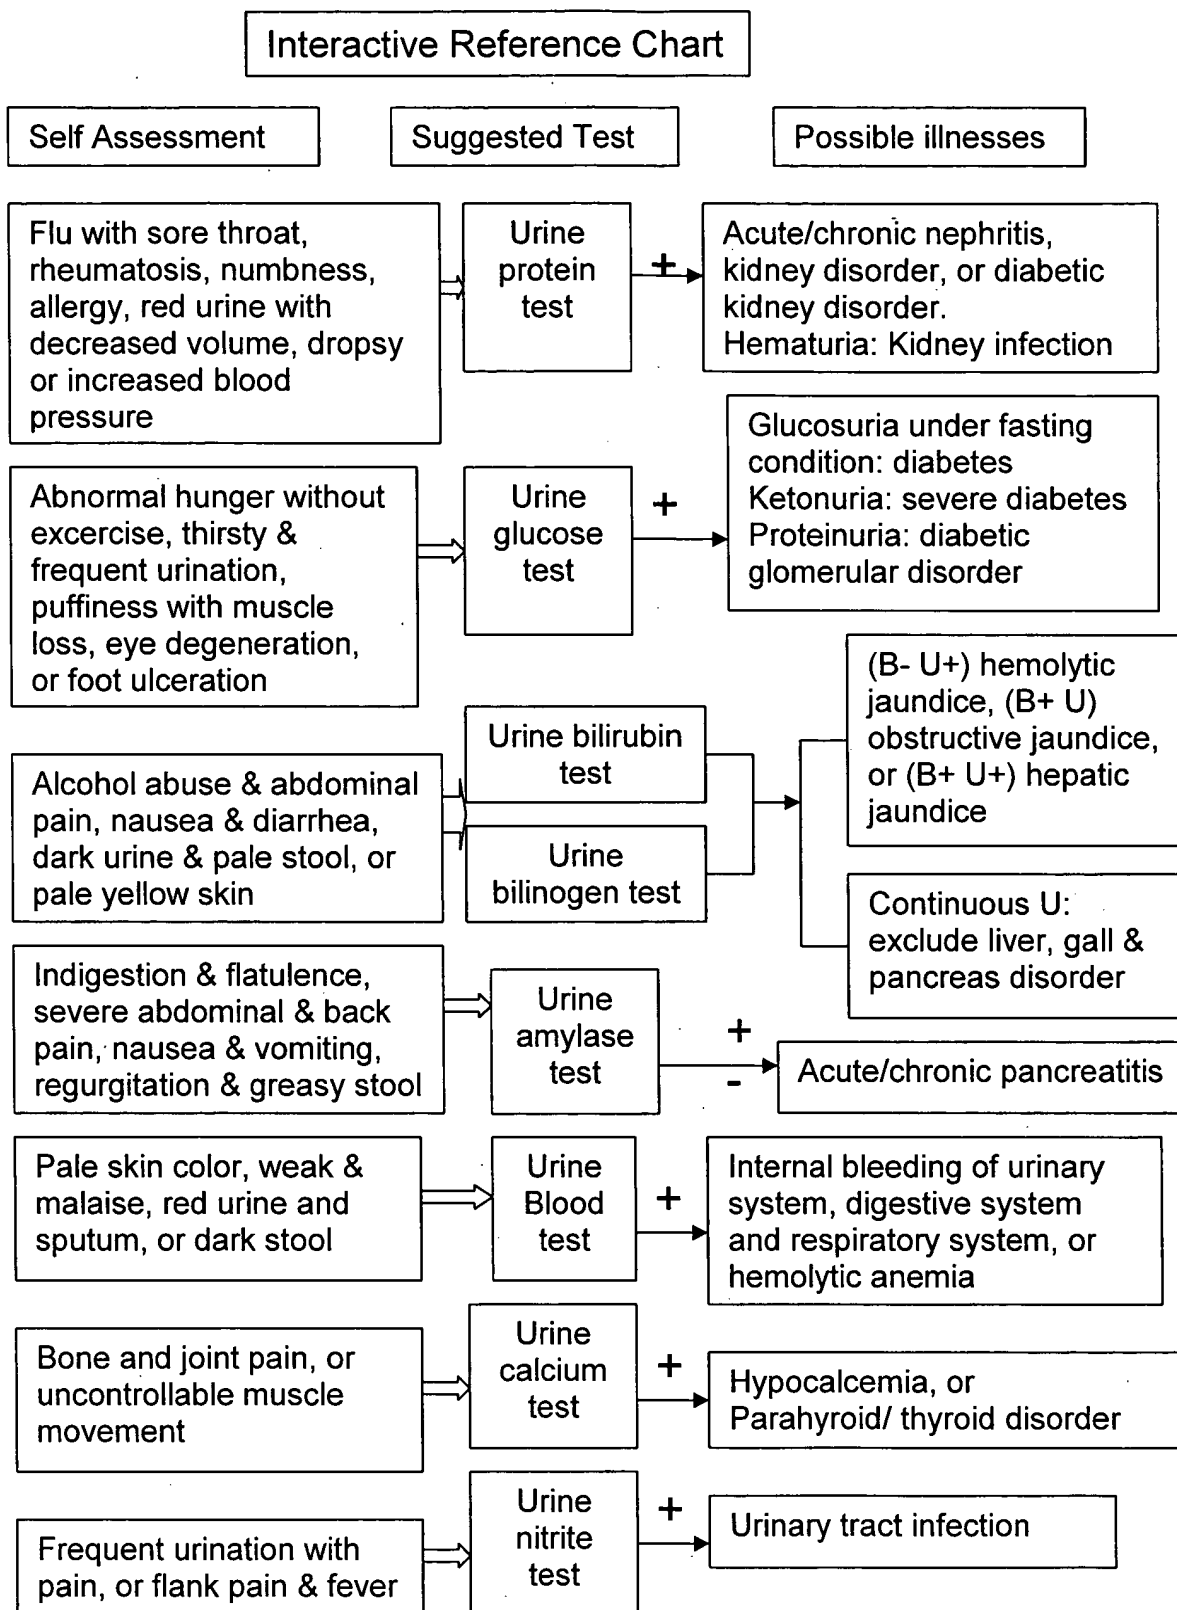 Interactive Reference Chart
Self Assessment
Suggested Test
Possible illnesses
Flu with sore throat,
rheumatosis, numbness,
allergy, red urine with
decreased volume, dropsy
or increased blood
pressure
Urine
protein
test
+
Acute/chronic nephritis,
kidney disorder, or diabetic
kidney disorder.
Hematuria: Kidney infection
Abnormal hunger without
excercise, thirsty &
frequent urination,
puffiness with muscle
loss, eye degeneration,
or foot ulceration
Urine
glucose
test
+
Glucosuria under fasting
condition: diabetes
Ketonuria: severe diabetes
Proteinuria: diabetic
glomerular disorder
Alcohol abuse & abdominal
pain, nausea & diarrhea,
dark urine & pale stool, or
pale yellow skin
Urine bilirubin
test
Urine
bilinogen test
(B- U+) hemolytic
jaundice, (B+ U)
obstructive jaundice,
or (B+ U+) hepatic
jaundice
Continuous U:
exclude liver, gall &
pancreas disorder
Indigestion & flatulence,
severe abdominal & back
pain, nausea & vomiting,
regurgitation & greasy stool
Urine
amylase
test
+
-
Acute/chronic pancreatitis
Pale skin color, weak &
malaise, red urine and
sputum, or dark stool
Urine
Blood
test
+
Internal bleeding of urinary
system, digestive system
and respiratory system, or
hemolytic anemia
Bone and joint pain, or
uncontrollable muscle
movement
Urine
calcium
test
+
Hypocalcemia, or
Parahyroid/ thyroid disorder
Frequent urination with
pain, or flank pain & fever
Urine
nitrite
test
+
Urinary tract infection